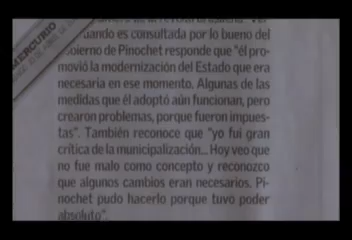 MERCURIO
uando es consultada por lo bueno del
bierno de Pinochet responde que "él pro-
movió la modernización del Estado que era
necesaria en ese momento. Algunas de las
medidas que él adoptó aún funcionan, pero
crearon problemas, porque fueron impues-
tas". También reconoce que "yo fui gran
crítica de la municipalización... Hoy veo que
no fue malo como concepto y reconozco
que algunos cambios eran necesarios. Pi-
nochet pudo hacerlo porque tuvo poder
absoluto".